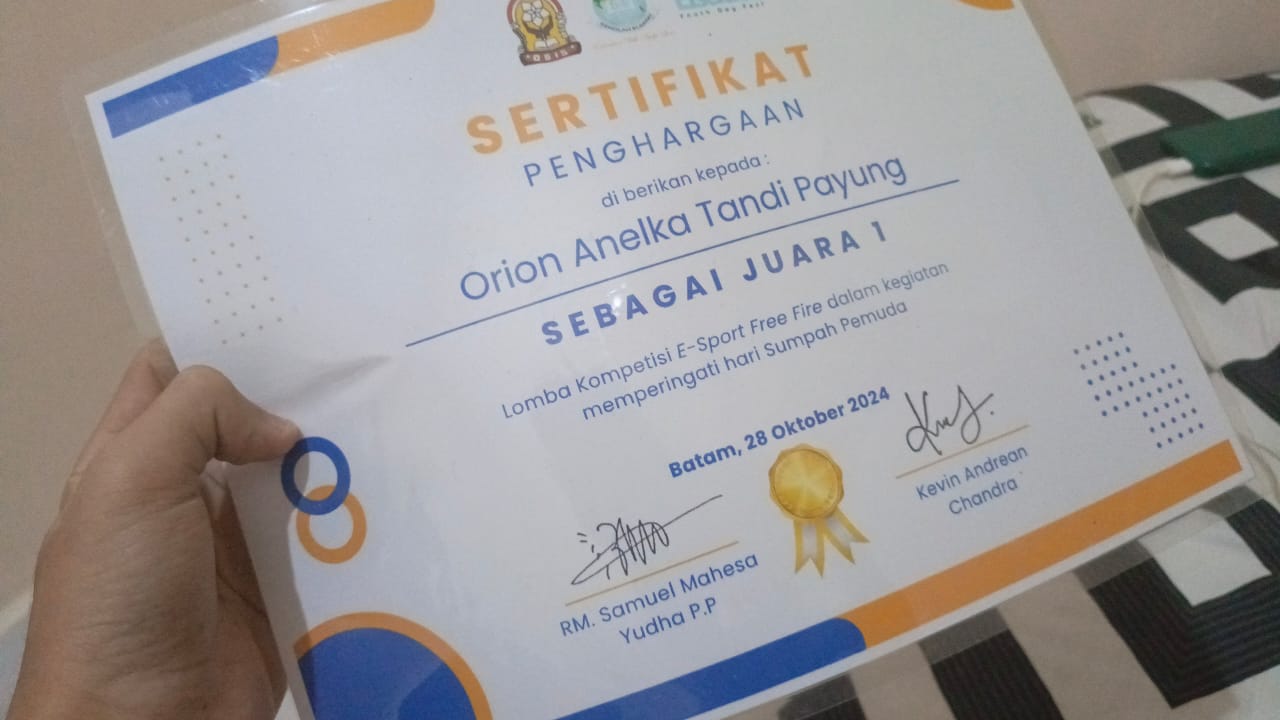 OSIS
SERTIFIKAT
PENGHARGAAN
di berikan kepada :
Orion Anelka Tandi Payung
SEBAGAI JUARA 1
Lomba Kompetisi E-Sport Free Fire dalam kegiatan
memperingati hari Sumpah Pemuda
Batam, 28 Oktober 2024
Kevin Andrean
Chandra
RM. Samuel Mahesa
Yudha P.P